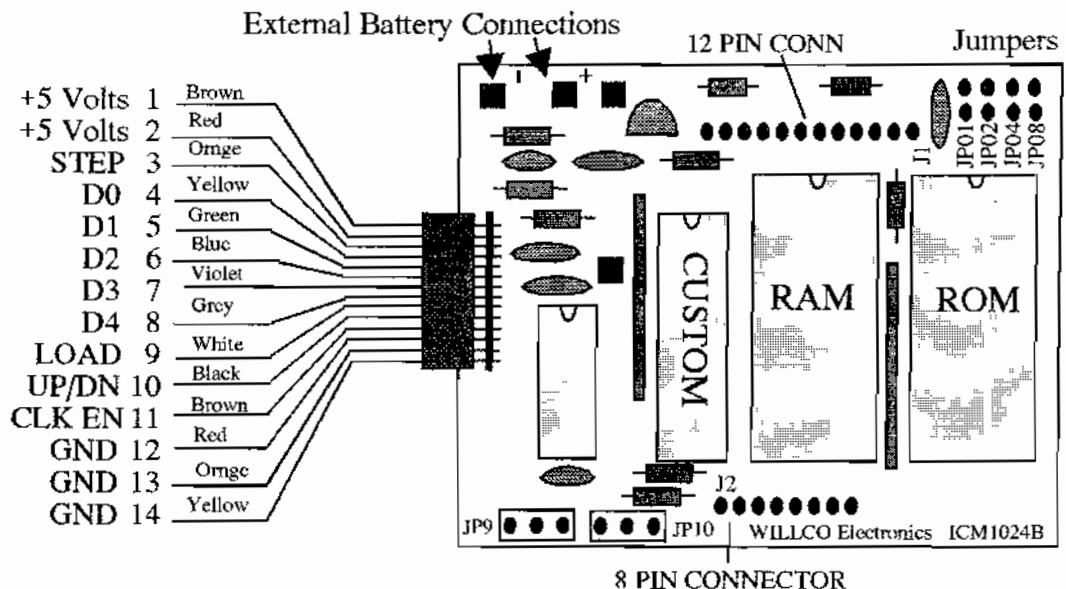 External Battery Connections
12 PIN CONN
Jumpers
- +
+5 Volts 1 Brown
+5 Volts 2 Red
STEP 3 Ornge
D0 4 Yellow
D1 5 Green
D2 6 Blue
D3 7 Violet
D4 8 Grey
LOAD 9 White
UP/DN 10 Black
CLK EN 11 Brown
GND 12 Red
GND 13 Ornge
GND 14 Yellow
J1
JP01
JP02
JP04
JP08
CUSTOM
RAM
ROM
J2
JP9
JP10
WILLCO Electronics ICM1024B
8 PIN CONNECTOR